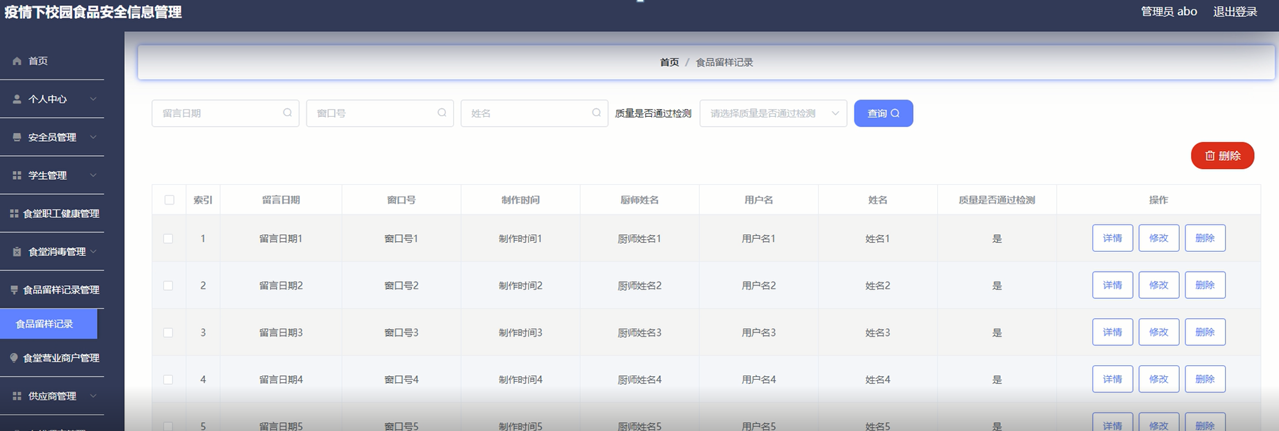 疫情下校园食品安全信息管理
管理员 abo 退出登录
首页
个人中心
安全员管理
学生管理
食堂职工健康管理
食堂消毒管理
食品留样记录管理
食品留样记录
食堂营业商户管理
供应商管理
首页 / 食品留样记录
留言日期 窗口号 姓名 质量是否通过检测 请选择质量是否通过检测 查询
删除
索引 留言日期 窗口号 制作时间 厨师姓名 用户名 姓名 质量是否通过检测 操作
1 留言日期1 窗口号1 制作时间1 厨师姓名1 用户名1 姓名1 是 详情 修改 删除
2 留言日期2 窗口号2 制作时间2 厨师姓名2 用户名2 姓名2 是 详情 修改 删除
3 留言日期3 窗口号3 制作时间3 厨师姓名3 用户名3 姓名3 是 详情 修改 删除
4 留言日期4 窗口号4 制作时间4 厨师姓名4 用户名4 姓名4 是 详情 修改 删除
5 留言日期5 窗口号5 制作时间5 厨师姓名5 用户名5 姓名5 是 详情 修改 删除